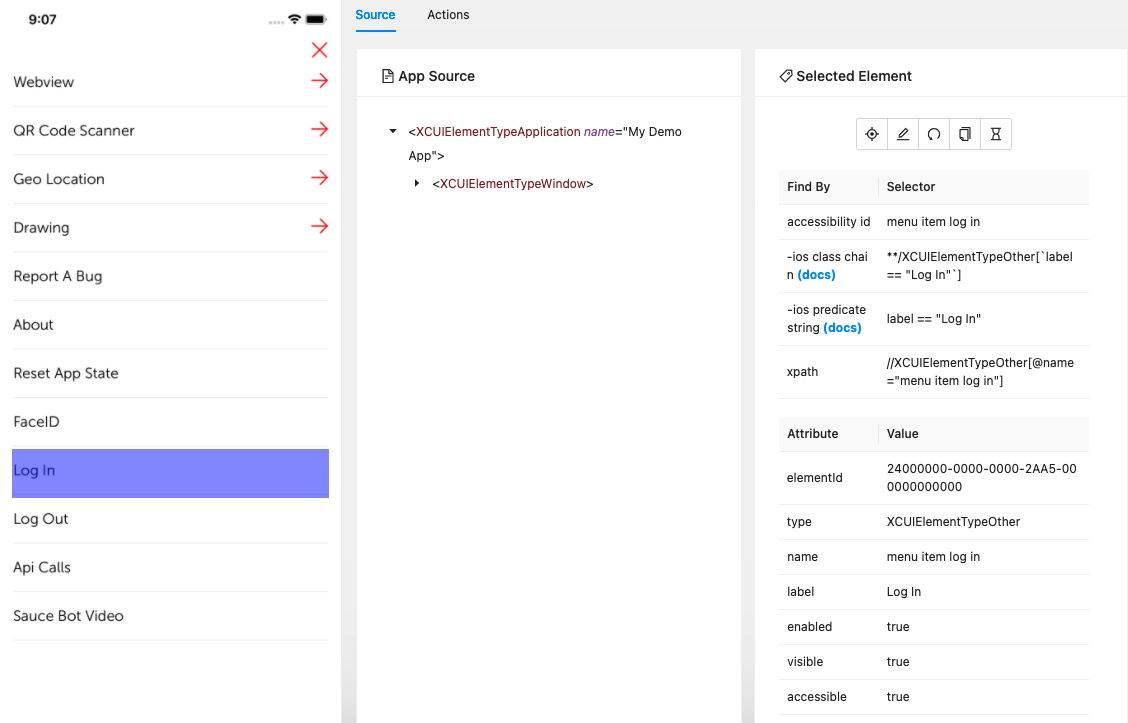 9:07
Webview
QR Code Scanner
Geo Location
Drawing
Report A Bug
About
Reset App State
FaceID
Log In
Log Out
Api Calls
Sauce Bot Video
Source Actions
App Source
<XCUIElementTypeApplication name="My Demo
App">
<XCUIElementTypeWindow>
Selected Element
Find By Selector
accessibility id menu item log in
-ios class chai
n (docs)
**/XCUIElementTypeOther[`label
== "Log In"`]
-ios predicate
string (docs)
label == "Log In"
xpath
//XCUIElementTypeOther[@name
="menu item log in"]
Attribute Value
elementId
24000000-0000-0000-2AA5-00
0000000000
type XCUIElementTypeOther
name menu item log in
label Log In
enabled true
visible true
accessible true